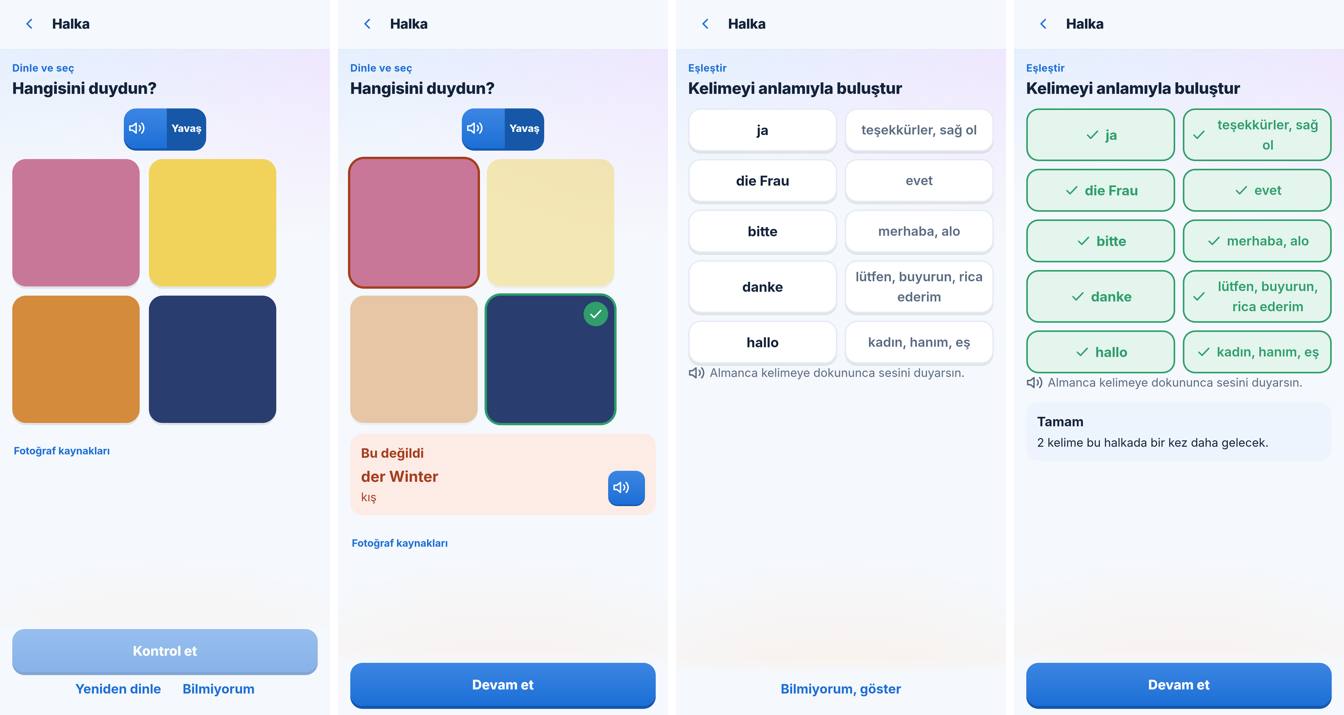 Halka
Dinle ve seç
Hangisini duydun?
Yavaş
Fotoğraf kaynakları
Kontrol et
Yeniden dinle Bilmiyorum
Halka
Dinle ve seç
Hangisini duydun?
Yavaş
Bu değildi
der Winter
kış
Fotoğraf kaynakları
Devam et
Halka
Eşleştir
Kelimeyi anlamıyla buluştur
ja teşekkürler, sağ ol
die Frau evet
bitte merhaba, alo
danke lütfen, buyurun, rica
ederim
hallo kadın, hanım, eş
Almanca kelimeye dokununca sesini duyarsın.
Bilmiyorum, göster
Halka
Eşleştir
Kelimeyi anlamıyla buluştur
ja teşekkürler, sağ
ol
die Frau evet
bitte merhaba, alo
danke lütfen, buyurun,
rica ederim
hallo kadın, hanım, eş
Almanca kelimeye dokununca sesini duyarsın.
Tamam
2 kelime bu halkada bir kez daha gelecek.
Devam et